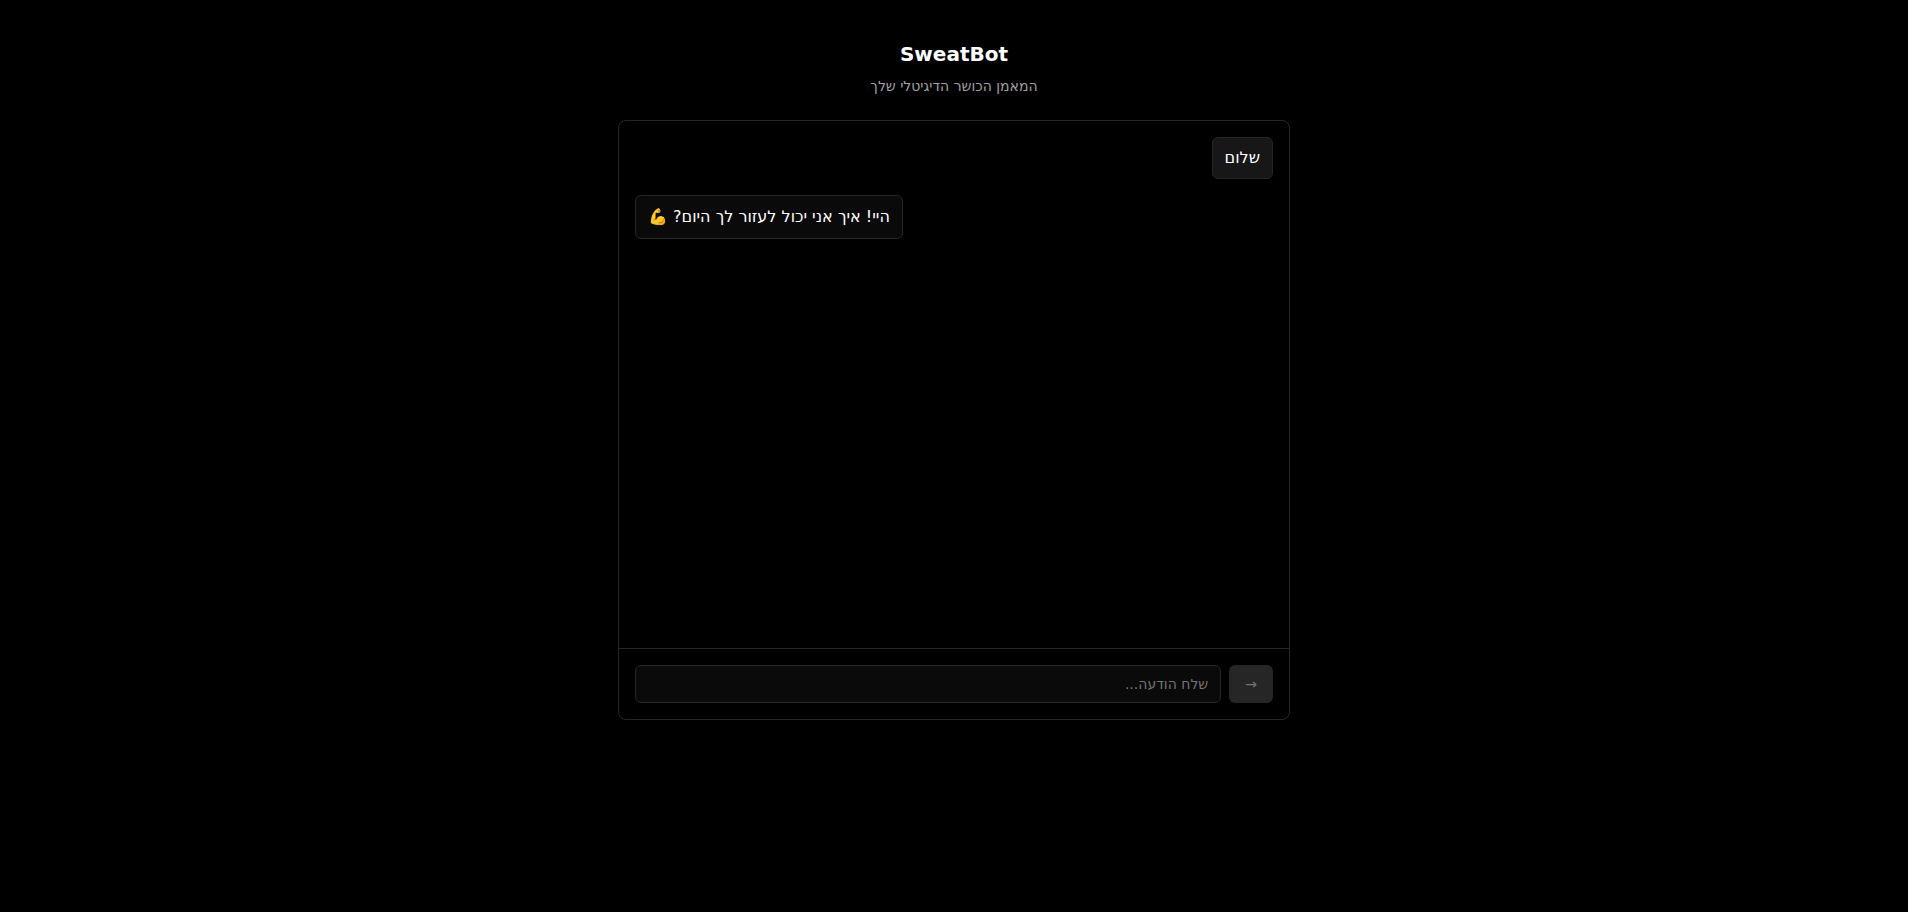 SweatBot
המאמן הכושר הדיגיטלי שלך
שלום
היי! איך אני יכול לעזור לך היום? 💪
שלח הודעה...
→